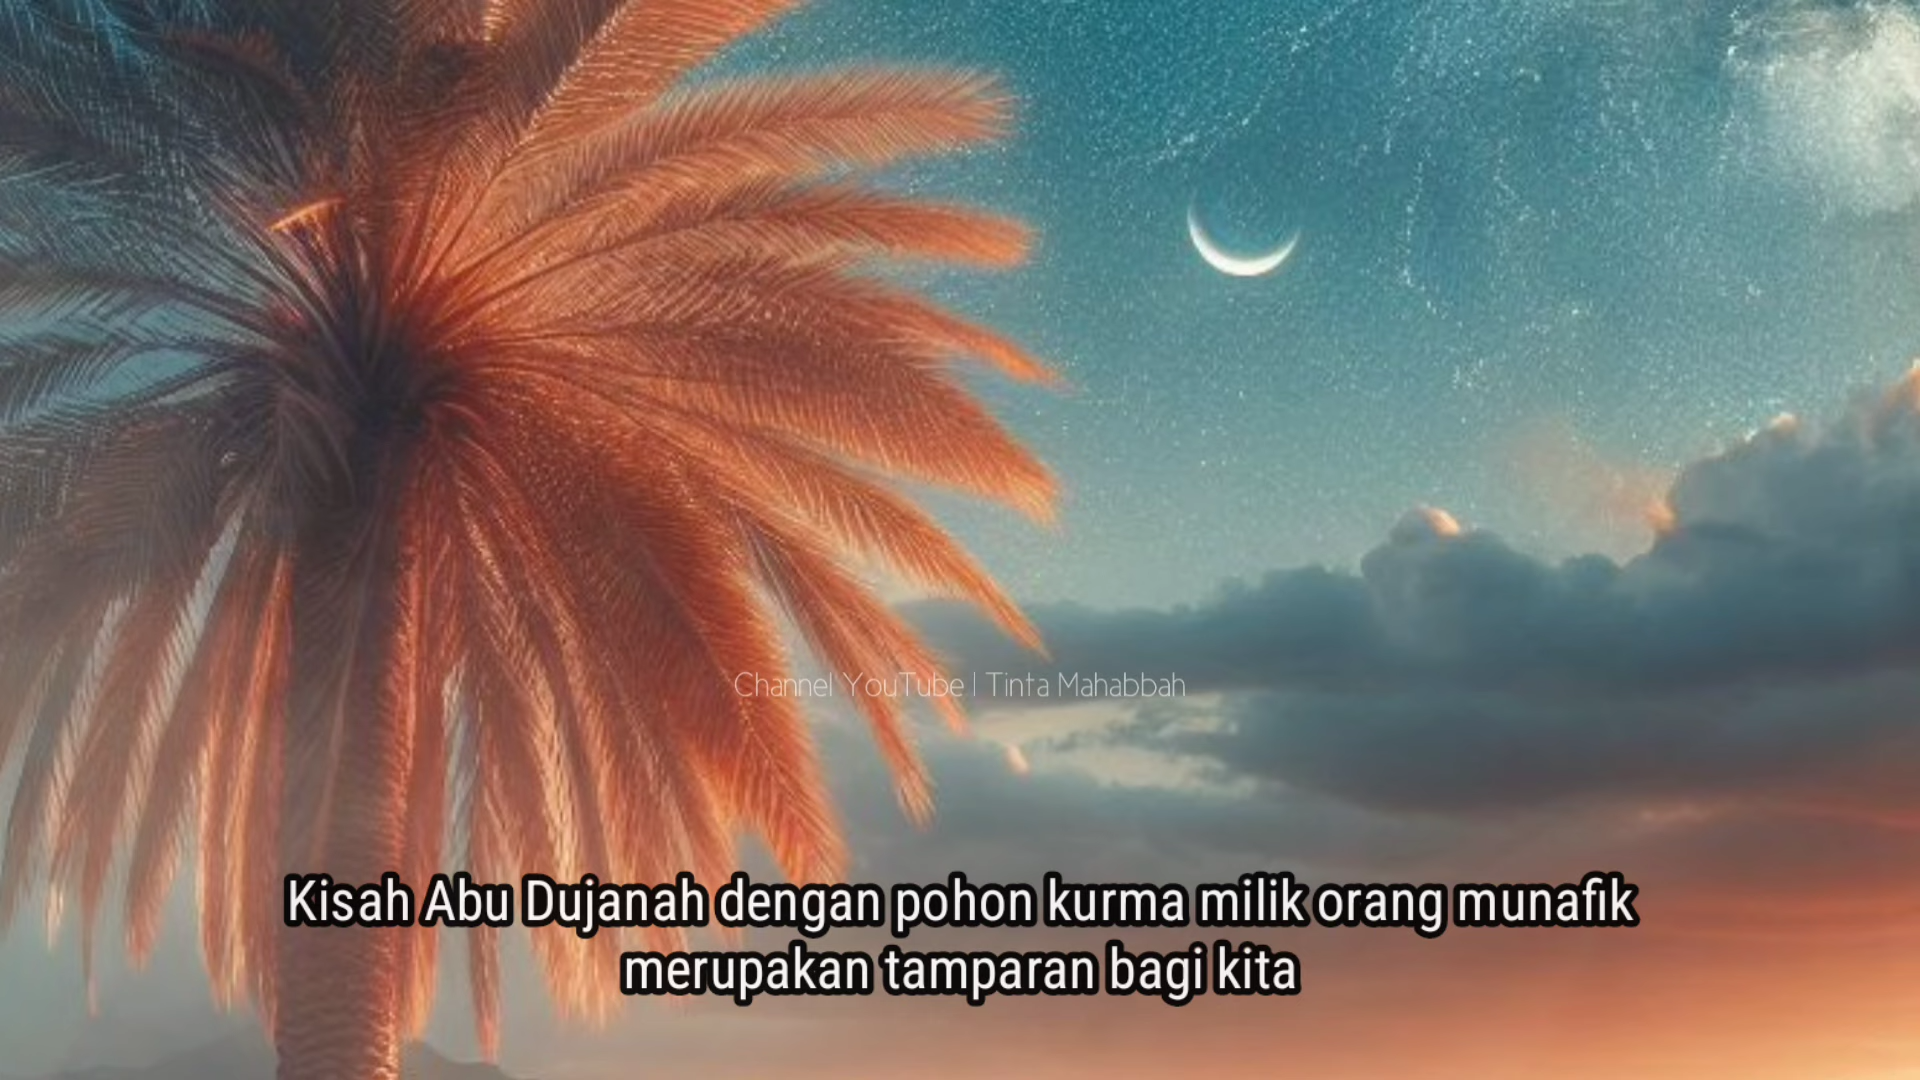 Channel YouTube | Tinta Mahabbah
Kisah Abu Dujanah dengan pohon kurma milik orang munafik
merupakan tamparan bagi kita